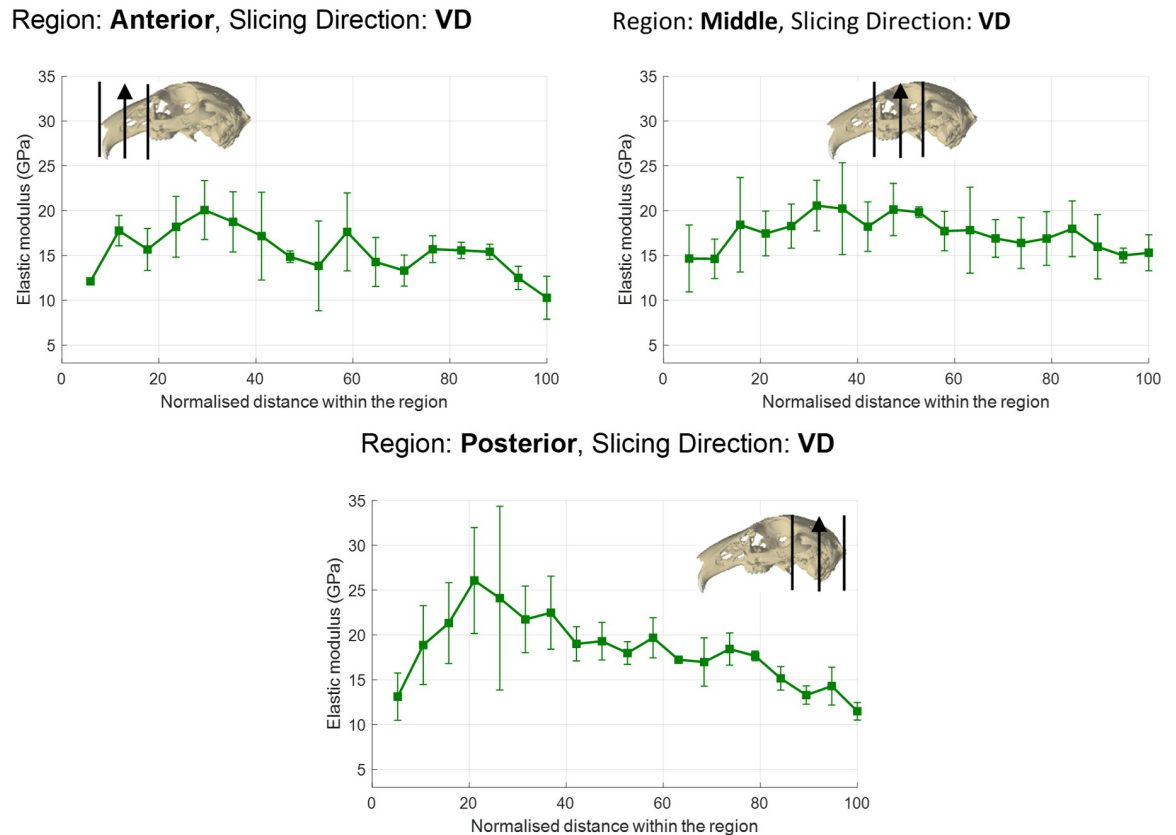 Region: Anterior, Slicing Direction: VD
35
30
25
20
15
10
5
Elastic modulus (GPa)
0 20 40 60 80 100
Normalised distance within the region
Region: Middle, Slicing Direction: VD
35
30
25
20
15
10
5
Elastic modulus (GPa)
0 20 40 60 80 100
Normalised distance within the region
Region: Posterior, Slicing Direction: VD
35
30
25
20
15
10
5
Elastic modulus (GPa)
0 20 40 60 80 100
Normalised distance within the region